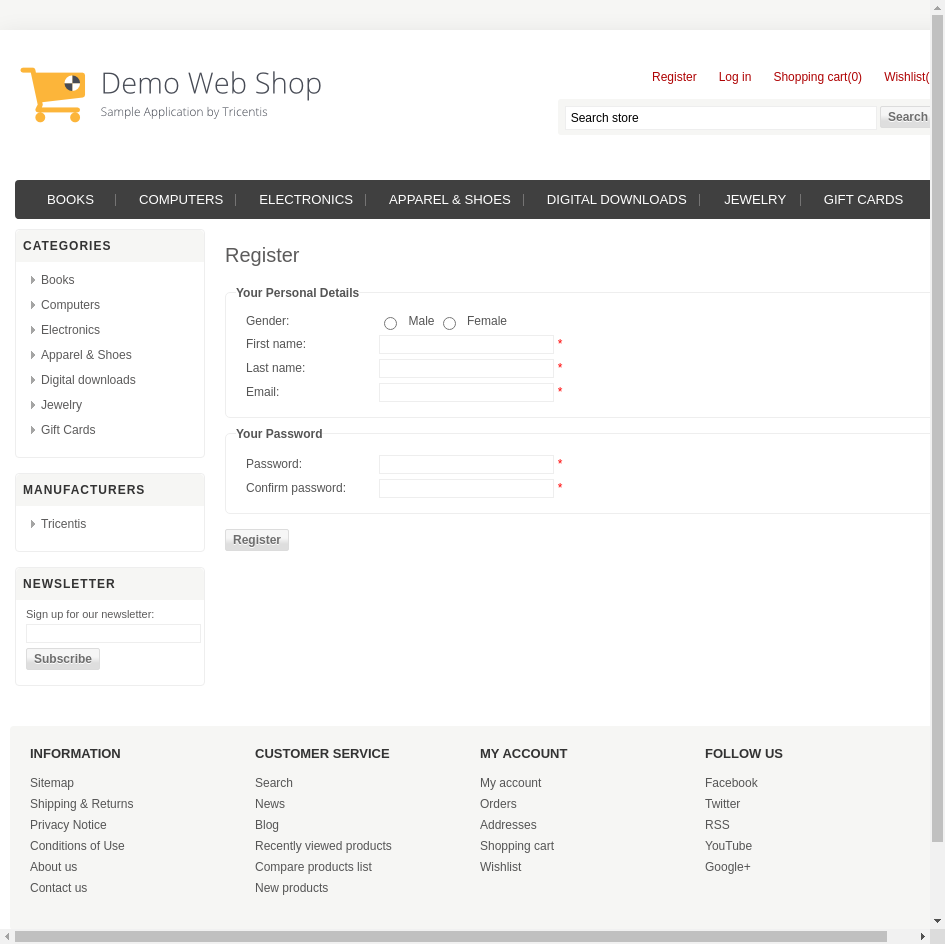 Demo Web Shop
Sample Application by Tricentis
Register Log in Shopping cart(0) Wishlist(
Search store Search
BOOKS COMPUTERS ELECTRONICS APPAREL & SHOES DIGITAL DOWNLOADS JEWELRY GIFT CARDS
CATEGORIES
Books
Computers
Electronics
Apparel & Shoes
Digital downloads
Jewelry
Gift Cards
MANUFACTURERS
Tricentis
NEWSLETTER
Sign up for our newsletter:
Subscribe
Register
Your Personal Details
Gender: Male Female
First name: *
Last name: *
Email: *
Your Password
Password: *
Confirm password: *
Register
INFORMATION
Sitemap
Shipping & Returns
Privacy Notice
Conditions of Use
About us
Contact us
CUSTOMER SERVICE
Search
News
Blog
Recently viewed products
Compare products list
New products
MY ACCOUNT
My account
Orders
Addresses
Shopping cart
Wishlist
FOLLOW US
Facebook
Twitter
RSS
YouTube
Google+